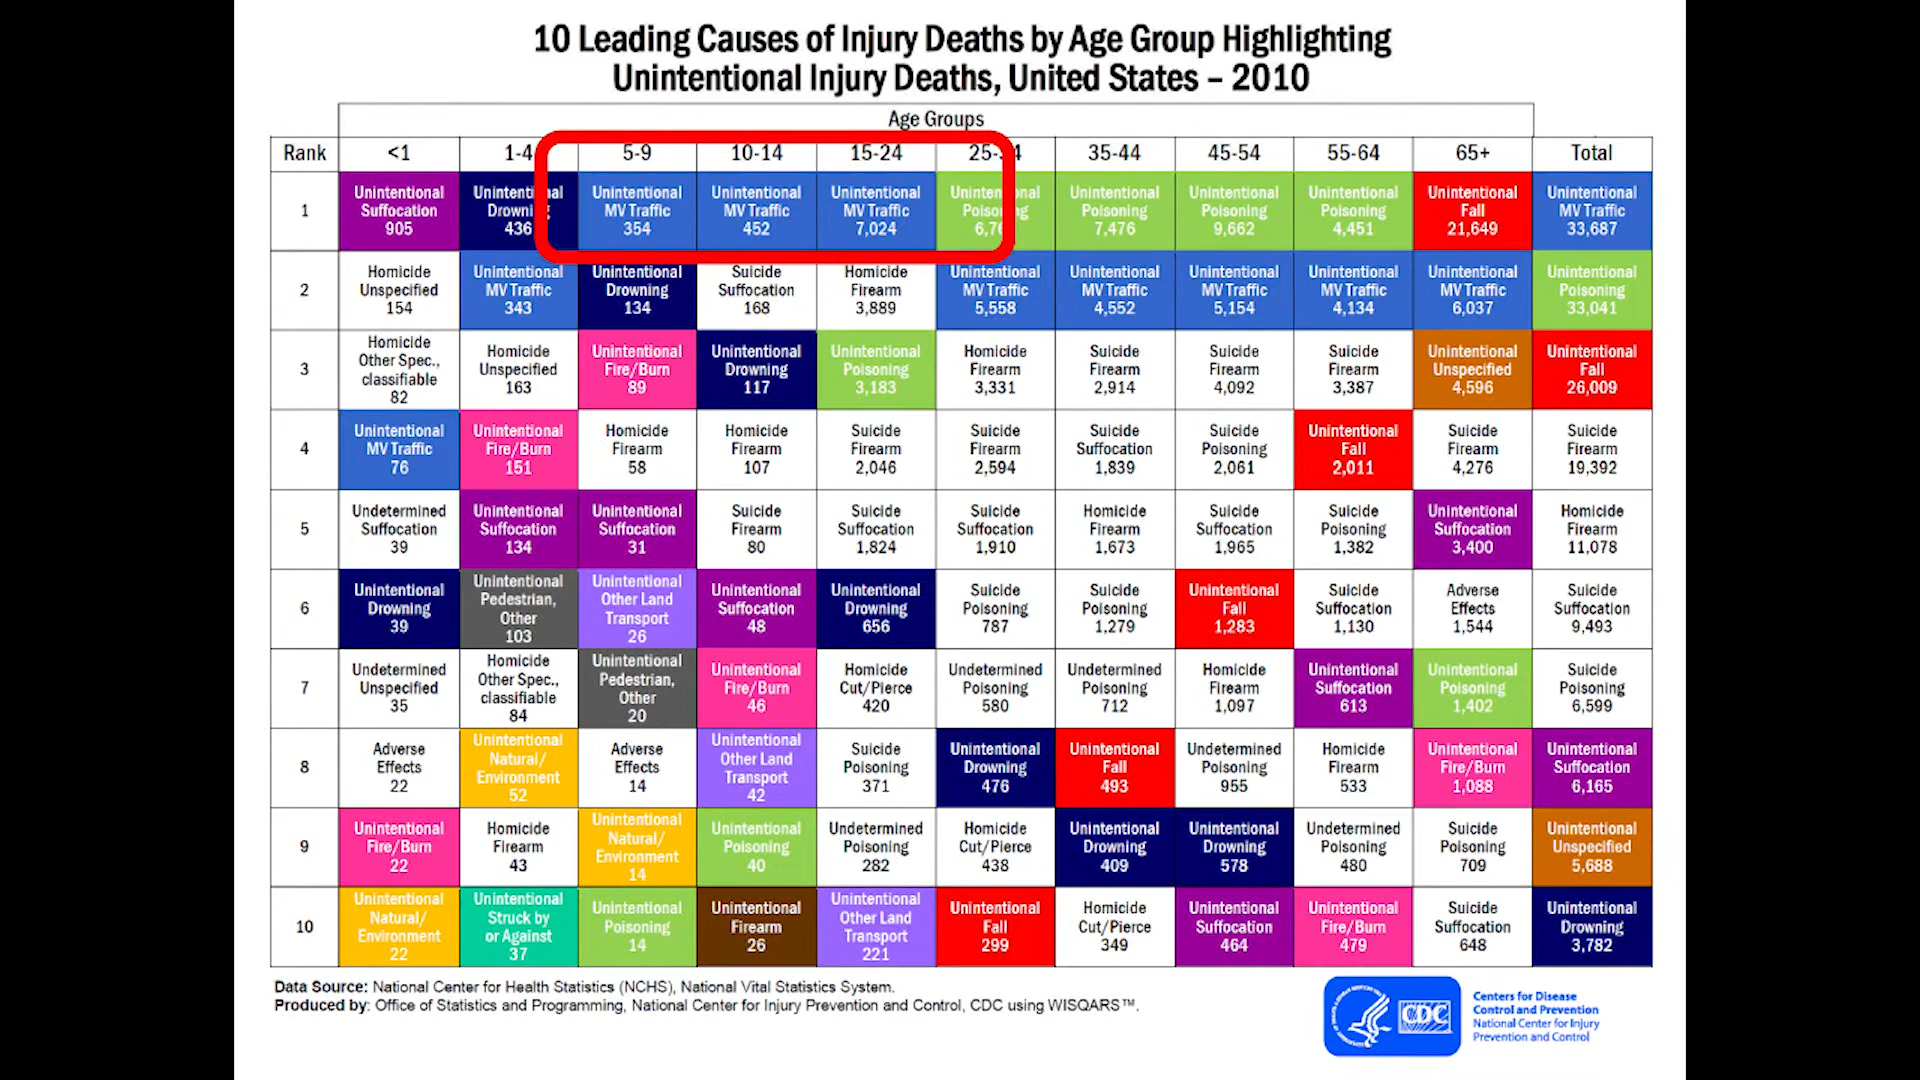 10 Leading Causes of Injury Deaths by Age Group Highlighting
Unintentional Injury Deaths, United States – 2010
Age Groups
Rank <1 1-4 5-9 10-14 15-24 25-34 35-44 45-54 55-64 65+ Total
1
Unintentional Suffocation 905
Unintentional Drowning 436
Unintentional MV Traffic 354
Unintentional MV Traffic 452
Unintentional MV Traffic 7,024
Unintentional Poisoning
Unintentional Poisoning 7,476
Unintentional Poisoning 9,662
Unintentional Poisoning 4,451
Unintentional Fall 21,649
Unintentional MV Traffic 33,687
2
Homicide Unspecified 154
Unintentional MV Traffic 343
Unintentional Drowning 134
Suicide Suffocation 168
Homicide Firearm 3,889
Unintentional MV Traffic 5,558
Unintentional MV Traffic 4,552
Unintentional MV Traffic 5,154
Unintentional MV Traffic 4,134
Unintentional MV Traffic 6,037
Unintentional Poisoning 33,041
3
Homicide Other Spec., classifiable 82
Homicide Unspecified 163
Unintentional Fire/Burn 89
Unintentional Drowning 117
Unintentional Poisoning 3,183
Homicide Firearm 3,331
Suicide Firearm 2,914
Suicide Firearm 4,092
Suicide Firearm 3,387
Unintentional Unspecified 4,596
Unintentional Fall 26,009
4
Unintentional MV Traffic 76
Unintentional Fire/Burn 151
Homicide Firearm 58
Homicide Firearm 107
Suicide Firearm 2,046
Suicide Firearm 2,594
Suicide Suffocation 1,839
Suicide Poisoning 2,061
Unintentional Fall 2,011
Suicide Firearm 4,276
Suicide Firearm 19,392
5
Undetermined Suffocation 39
Unintentional Suffocation 134
Unintentional Suffocation 31
Suicide Firearm 80
Suicide Suffocation 1,824
Suicide Suffocation 1,910
Homicide Firearm 1,673
Suicide Suffocation 1,965
Suicide Poisoning 1,382
Unintentional Suffocation 3,400
Homicide Firearm 11,078
6
Unintentional Drowning 39
Unintentional Pedestrian, Other 103
Unintentional Other Land Transport 26
Unintentional Suffocation 48
Unintentional Drowning 656
Suicide Poisoning 787
Suicide Poisoning 1,279
Unintentional Fall 1,283
Suicide Suffocation 1,130
Adverse Effects 1,544
Suicide Suffocation 9,493
7
Undetermined Unspecified 35
Homicide Other Spec., classifiable 84
Unintentional Pedestrian, Other 20
Unintentional Fire/Burn 46
Homicide Cut/Pierce 420
Undetermined Poisoning 580
Undetermined Poisoning 712
Homicide Firearm 1,097
Unintentional Suffocation 613
Unintentional Poisoning 1,402
Suicide Poisoning 6,599
8
Adverse Effects 22
Unintentional Natural/ Environment 52
Adverse Effects 14
Unintentional Other Land Transport 42
Suicide Poisoning 371
Unintentional Drowning 476
Unintentional Fall 493
Undetermined Poisoning 955
Homicide Firearm 533
Unintentional Fire/Burn 1,088
Unintentional Suffocation 6,165
9
Unintentional Fire/Burn 22
Homicide Firearm 43
Unintentional Natural/ Environment 14
Unintentional Poisoning 40
Undetermined Poisoning 282
Homicide Cut/Pierce 438
Unintentional Drowning 409
Unintentional Drowning 578
Undetermined Poisoning 480
Suicide Poisoning 709
Unintentional Unspecified 5,688
10
Unintentional Natural/ Environment 22
Unintentional Struck by or Against 37
Unintentional Poisoning 14
Unintentional Firearm 26
Unintentional Other Land Transport 221
Unintentional Fall 299
Homicide Cut/Pierce 349
Unintentional Suffocation 464
Unintentional Fire/Burn 479
Suicide Suffocation 648
Unintentional Drowning 3,782
Data Source: National Center for Health Statistics (NCHS), National Vital Statistics System.
Produced by: Office of Statistics and Programming, National Center for Injury Prevention and Control, CDC using WISQARS™.
CDC
Centers for Disease
Control and Prevention
National Center for Injury
Prevention and Control